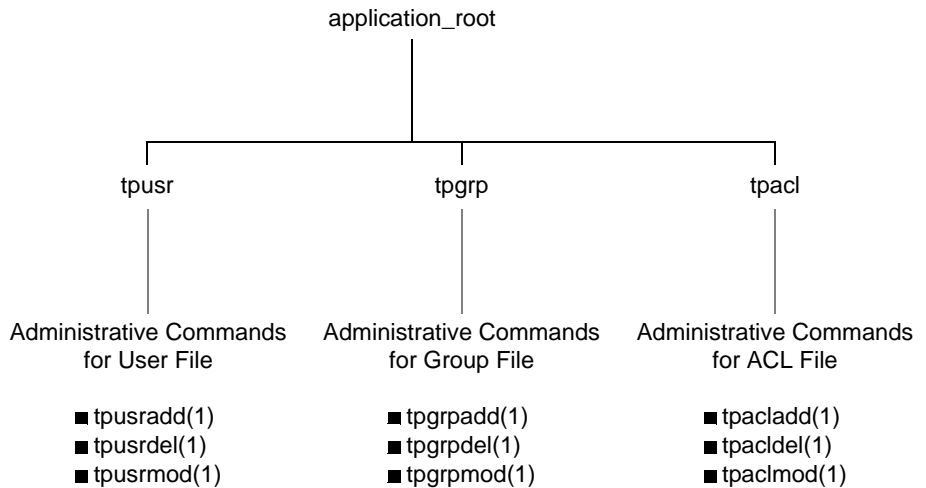 application_root
tpusr
tpgrp
tpacl
Administrative Commands
for User File
Administrative Commands
for Group File
Administrative Commands
for ACL File
■ tpusradd(1)
■ tpusrdel(1)
■ tpusrmod(1)
■ tpgrpadd(1)
■ tpgrpdel(1)
■ tpgrpmod(1)
■ tpacladd(1)
■ tpacldel(1)
■ tpaclmod(1)